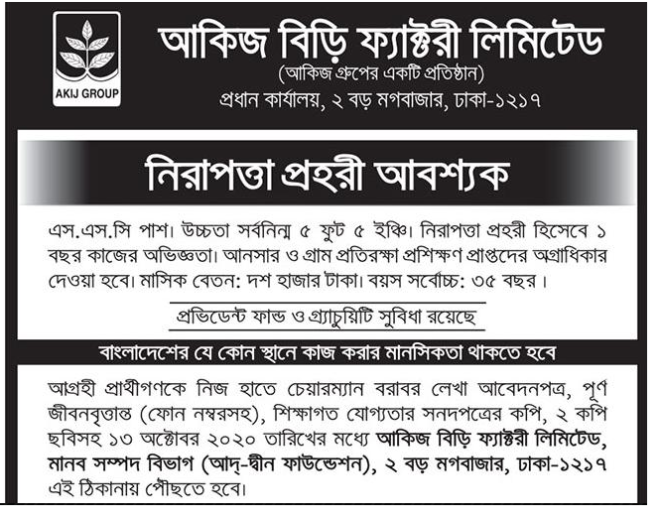 AKIJ GROUP
আকিজ বিড়ি ফ্যাক্টরী লিমিটেড
(আকিজ গ্রুপের একটি প্রতিষ্ঠান)
প্রধান কার্যালয়, ২ বড় মগবাজার, ঢাকা-১২১৭
নিরাপত্তা প্রহরী আবশ্যক
এস.এস.সি পাশ। উচ্চতা সর্বনিম্ন ৫ ফুট ৫ ইঞ্চি। নিরাপত্তা প্রহরী হিসেবে ১
বছর কাজের অভিজ্ঞতা। আনসার ও গ্রাম প্রতিরক্ষা প্রশিক্ষণ প্রাপ্তদের অগ্রাধিকার
দেওয়া হবে। মাসিক বেতন: দশ হাজার টাকা। বয়স সর্বোচ্চ: ৩৫ বছর ।
প্রভিডেন্ট ফান্ড ও গ্র্যাচুয়িটি সুবিধা রয়েছে
বাংলাদেশের যে কোন স্থানে কাজ করার মানসিকতা থাকতে হবে
আগ্রহী প্রার্থীগণকে নিজ হাতে চেয়ারম্যান বরাবর লেখা আবেদনপত্র, পূর্ণ
জীবনবৃত্তান্ত (ফোন নম্বরসহ), শিক্ষাগত যোগ্যতার সনদপত্রের কপি, ২ কপি
ছবিসহ ১৩ অক্টোবর ২০২০ তারিখের মধ্যে আকিজ বিড়ি ফ্যাক্টরী লিমিটেড,
মানব সম্পদ বিভাগ (আদ্-দ্বীন ফাউন্ডেশন), ২ বড় মগবাজার, ঢাকা-১২১৭
এই ঠিকানায় পৌছতে হবে।